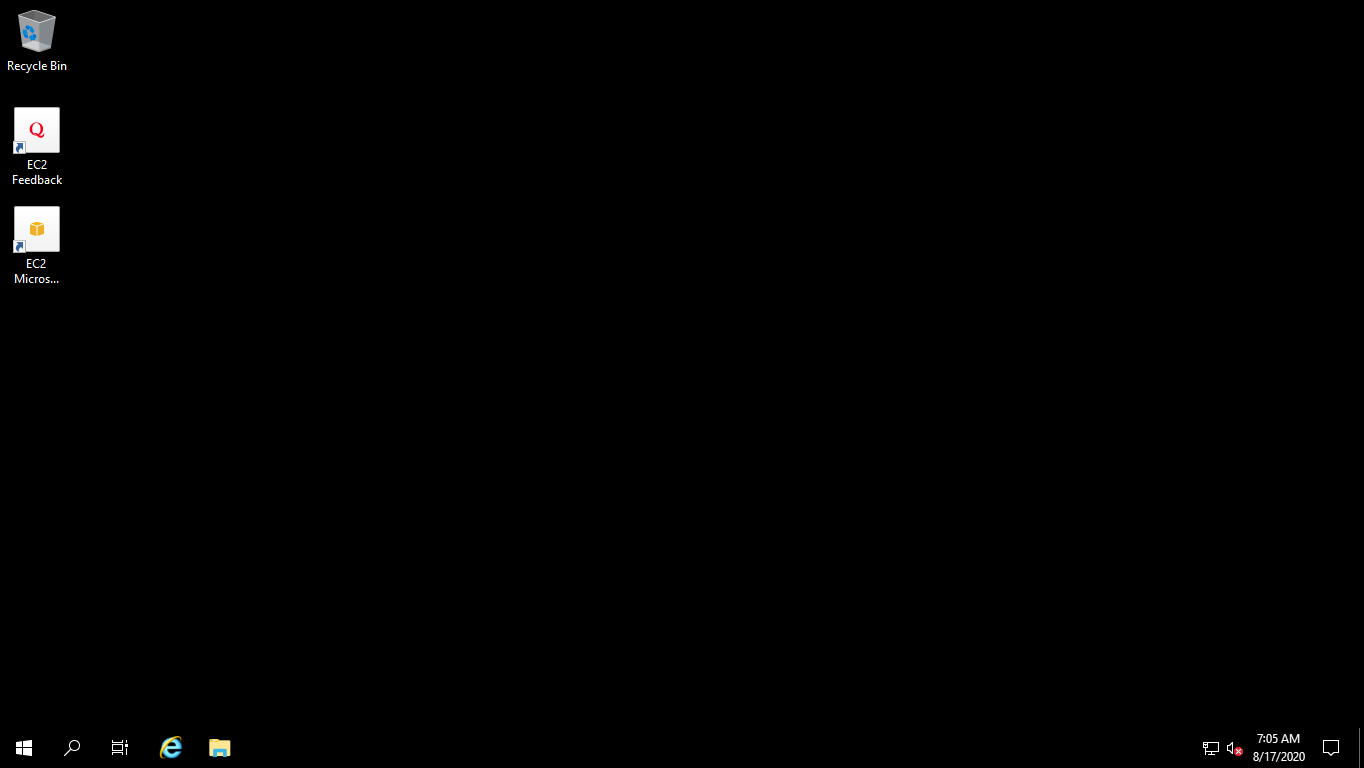 Recycle Bin
Q
EC2
Feedback
EC2
Micros...
7:05 AM
8/17/2020